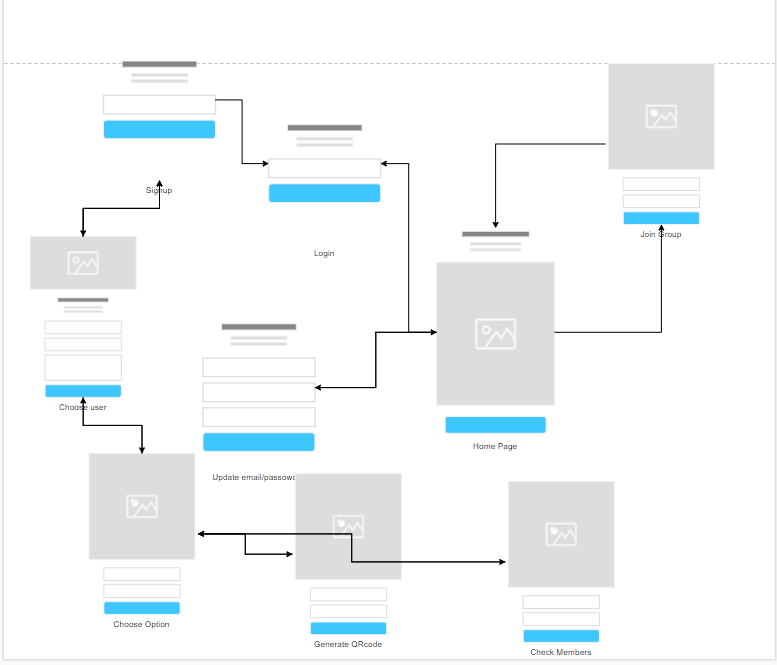 Signup
Login
Join Group
Choose user
Home Page
Update email/passowo
Choose Option
Generate QRcode
Check Members